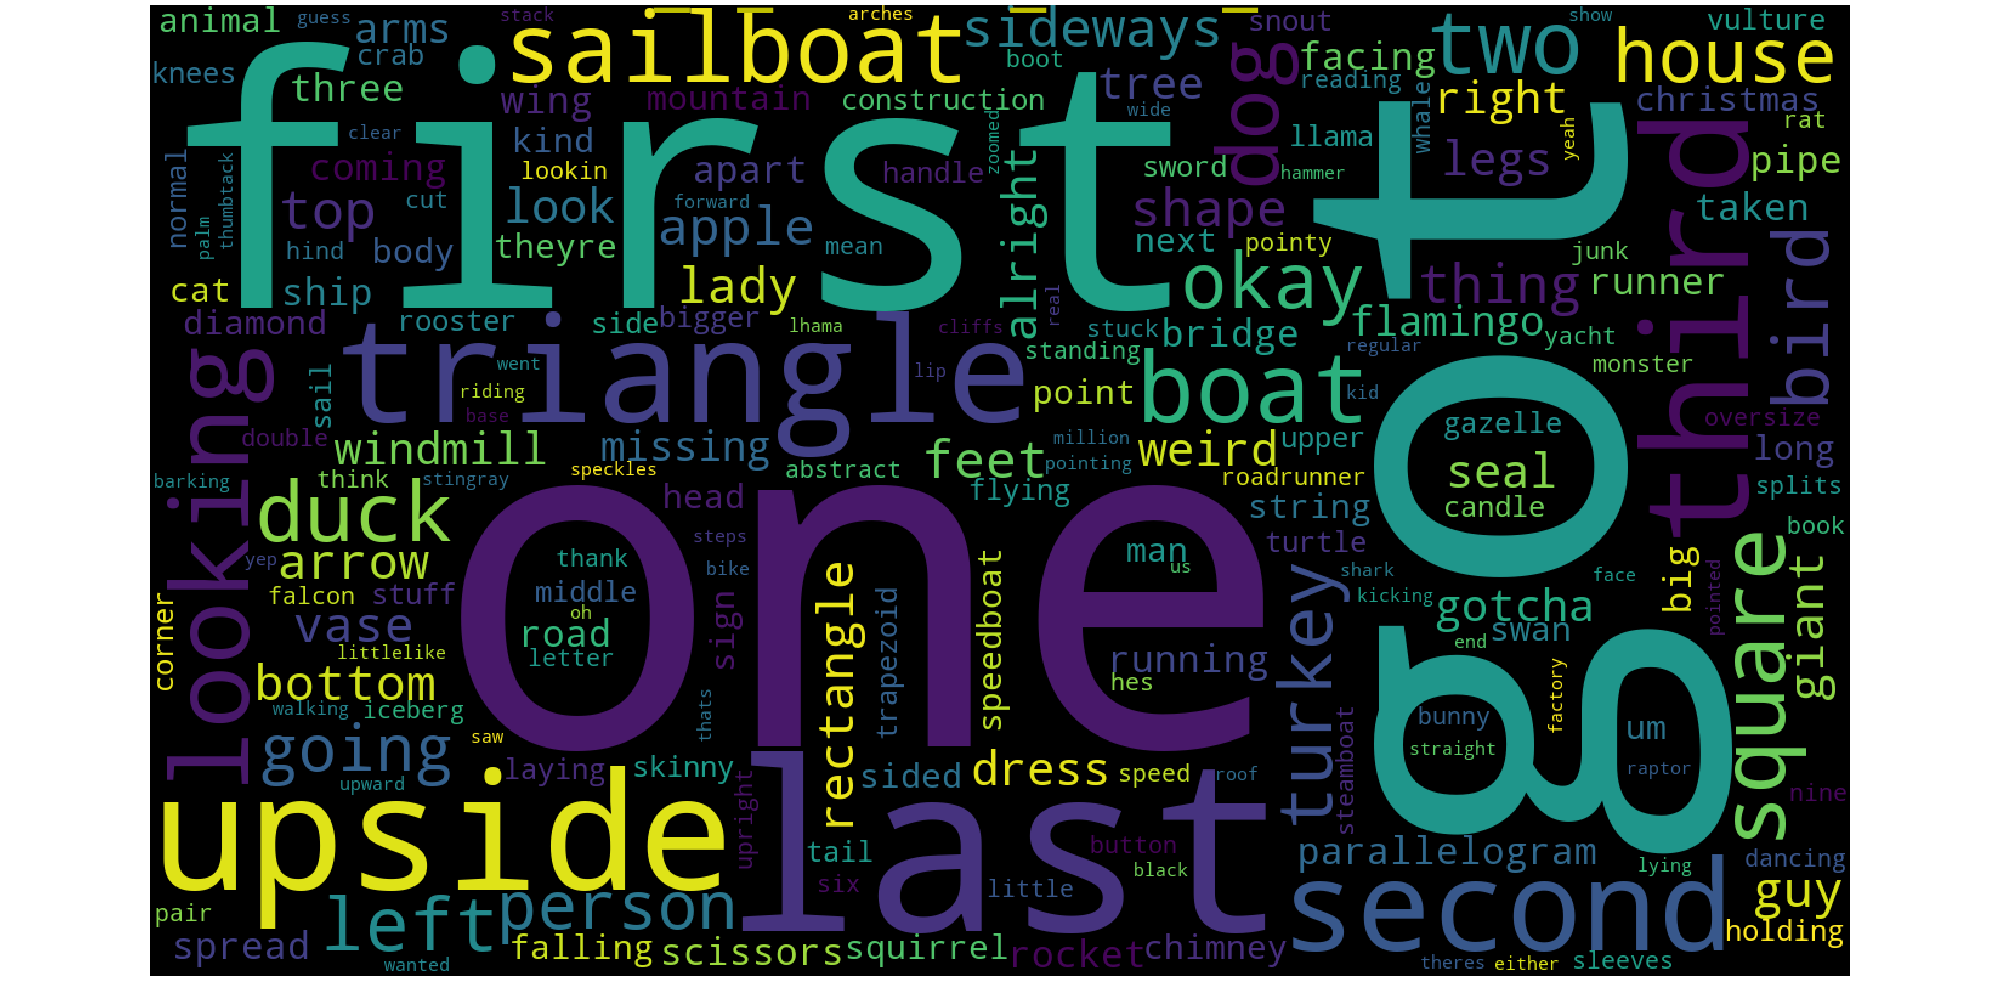 animal
guess
stack
arms
arches
crab
knees
three
sailboat
sideways
snout
boot
facing
two
show
vulture
house
first
wing
mountain
construction
tree
wide
dog
reading
right
christmas
rat
clear
kind
lookin
coming
normal
palm
thumbtack
top
cut
look
apart
handle
forward
zoomed
sword
llama
hammer
whale
legs
yeah
pipe
hind
body
theyre
apple
mean
alright
shape
next
pointy
taken
junk
third
bird
cat
ship
lady
okay
thing
runner
diamond
rooster
side
bigger
lhama
cliffs
real
stuck
bridge
flamingo
yacht
got
looking
sail
triangle
went
riding
base
lip
standing
point
boat
regular
kid
monster
oversize
double
windmill
missing
million
weird
upper
gazelle
long
barking
think
stingray
speckles
abstract
feet
flying
pointing
roadrunner
seal
splits
duck
head
string
candle
book
yep
arrow
one
thank
steps
man
us
turtle
shark
big
face
square
falcon
stuff
middle
oh
bike
kicking
gotcha
pointed
giant
corner
vase
road
letter
sign
rectangle
trapezoid
speedboat
running
hes
turkey
end
swan
littlelike
bottom
walking
iceberg
thats
bunny
straight
factory
um
raptor
going
saw
upward
laying
skinny
sided
dress
speed
roof
steamboat
nine
upside
upright
last
tail
button
parallelogram
lying
dancing
six
black
little
second
guy
pair
left
person
holding
spread
wanted
falling
scissors
squirrel
rocket
chimney
theres
either
sleeves